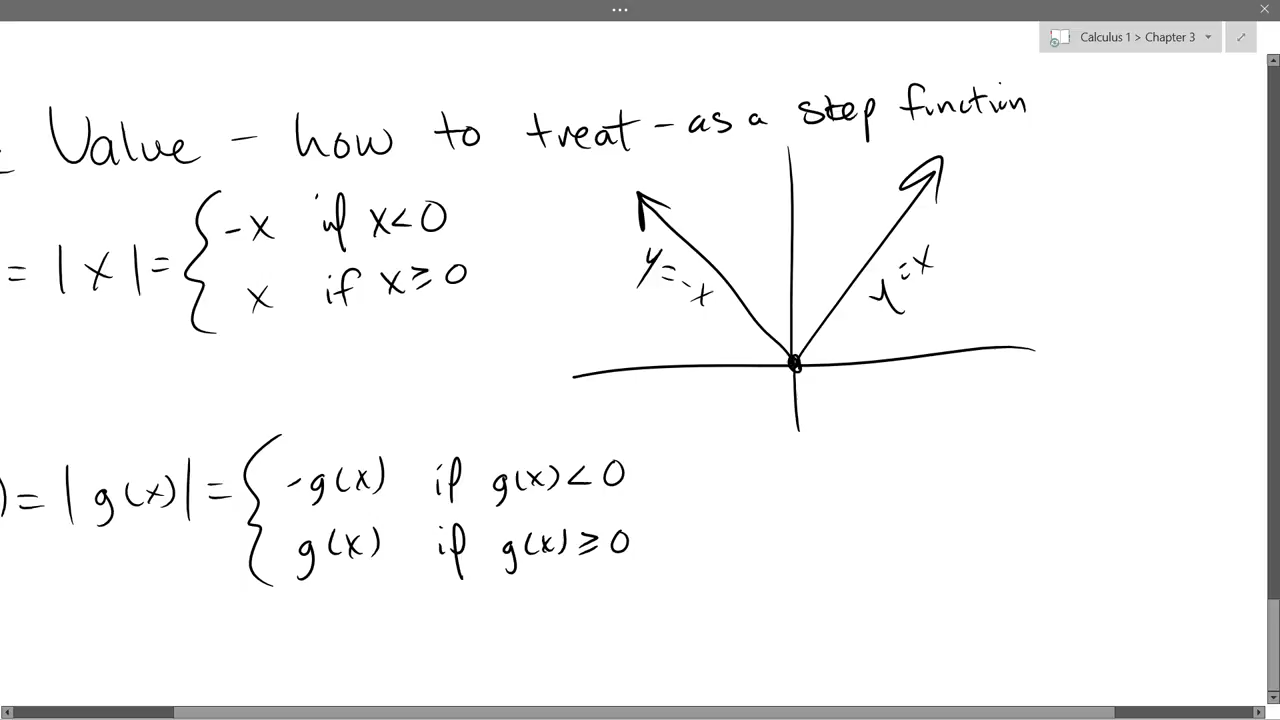 Calculus 1 > Chapter 3
Value - how to treat - as a step function
= |x| = { -x if x < 0
x if x ≥ 0
y = -x
y = x
) = |g(x)| = { -g(x) if g(x) < 0
g(x) if g(x) ≥ 0